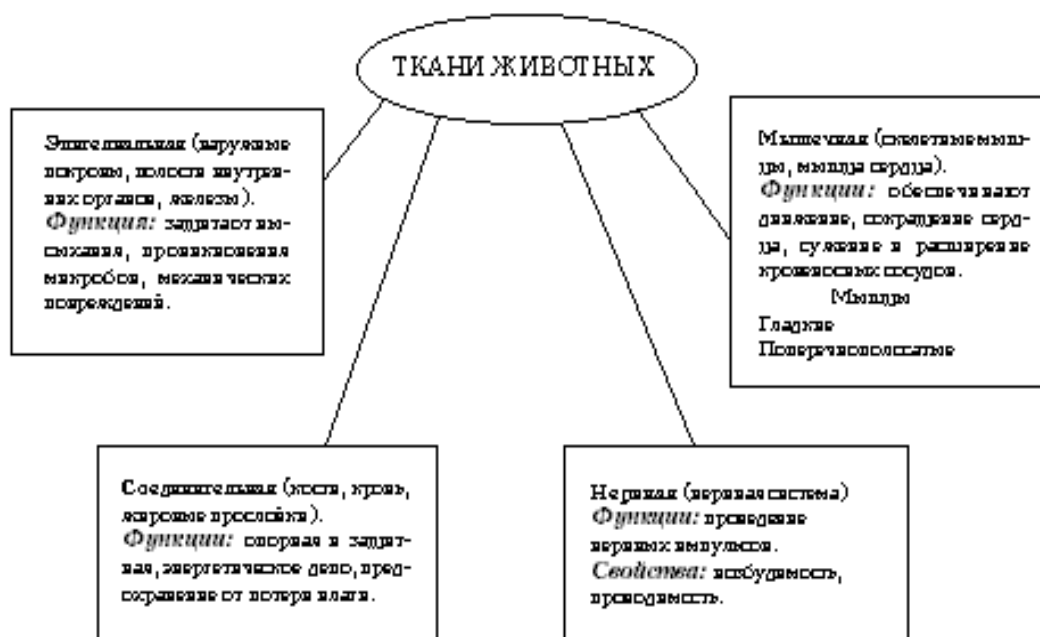 ТКАНИ ЖИВОТНЫХ
Эпителиальная (наружные
покровы, полости внутрен-
них органов, железы).
Функция: защищают вы-
сыхания, проникновения
микробов, механических
повреждений.
Мышечная (скелетные мыш-
цы, мышца сердца).
Функции: обеспечивают
движение, сокращение серд-
ца, сужение и расширение
кровеносных сосудов.
Мышцы
Гладкие
Поперечнополосатые
Соединительная (кости, кровь,
жировые прослойки).
Функции: опорная и защит-
ная, энергетическое депо, пред-
охранение от потери влаги.
Нервная (нервная система)
Функции: проведение
нервных импульсов.
Свойства: возбудимость,
проводимость.